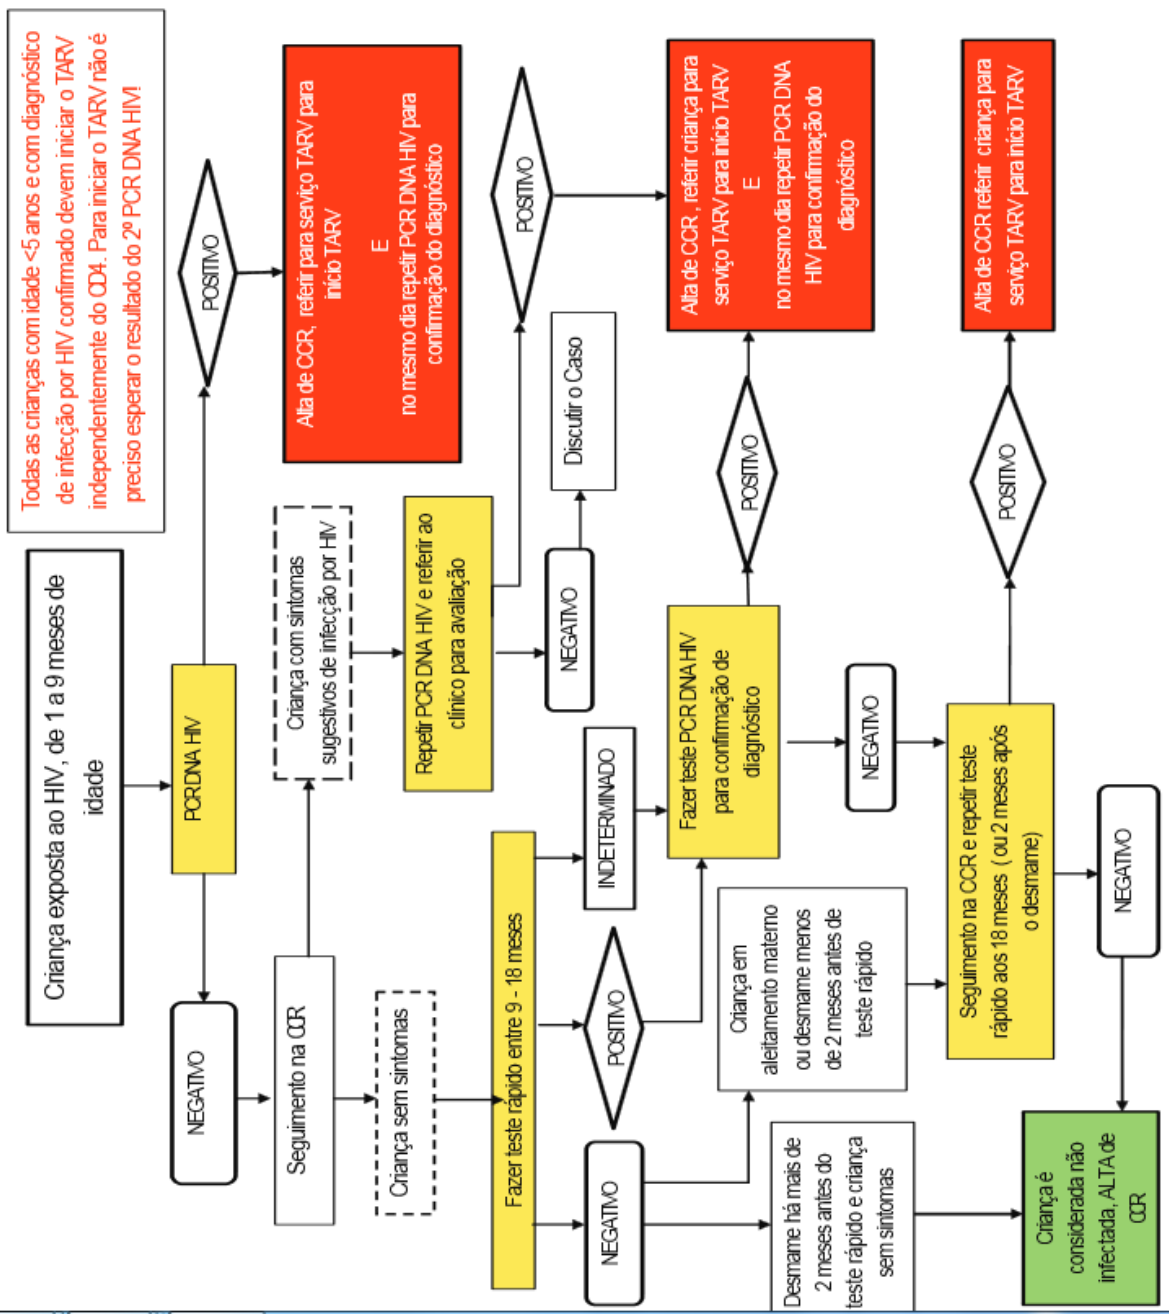 Todas as crianças com idade <5 anos e com diagnóstico
de infecção por HIV confirmado devem iniciar o TARV
independentemente do CD4. Para iniciar o TARV não é
preciso esperar o resultado do 2º PCR DNA HIV!
Criança exposta ao HIV, de 1 a 9 meses de
idade
PCR DNA HIV
POSITIVO
NEGATIVO
Alta de CCR, referir para serviço TARV para
início TARV
E
no mesmo dia repetir PCR DNA HIV para
confirmação do diagnóstico
Seguimento na CCR
Criança com sintomas
sugestivos de infecção por HIV
Criança sem sintomas
Repetir PCR DNA HIV e referir ao
clínico para avaliação
POSITIVO
NEGATIVO
Discutir o Caso
Fazer teste rápido entre 9 - 18 meses
NEGATIVO
POSITIVO
INDETERMINADO
Fazer teste PCR DNA HIV
para confirmação de
diagnóstico
POSITIVO
Alta de CCR, referir criança para
serviço TARV para início TARV
E
no mesmo dia repetir PCR DNA
HIV para confirmação do
diagnóstico
Criança em
aleitamento materno
ou desmame menos
de 2 meses antes de
teste rápido
NEGATIVO
Desmame há mais de
2 meses antes do
teste rápido e criança
sem sintomas
Seguimento na CCR e repetir teste
rápido aos 18 meses ( ou 2 meses após
o desmame)
POSITIVO
Alta de CCR referir criança para
serviço TARV para início TARV
NEGATIVO
Criança é
considerada não
infectada, ALTA de
CCR